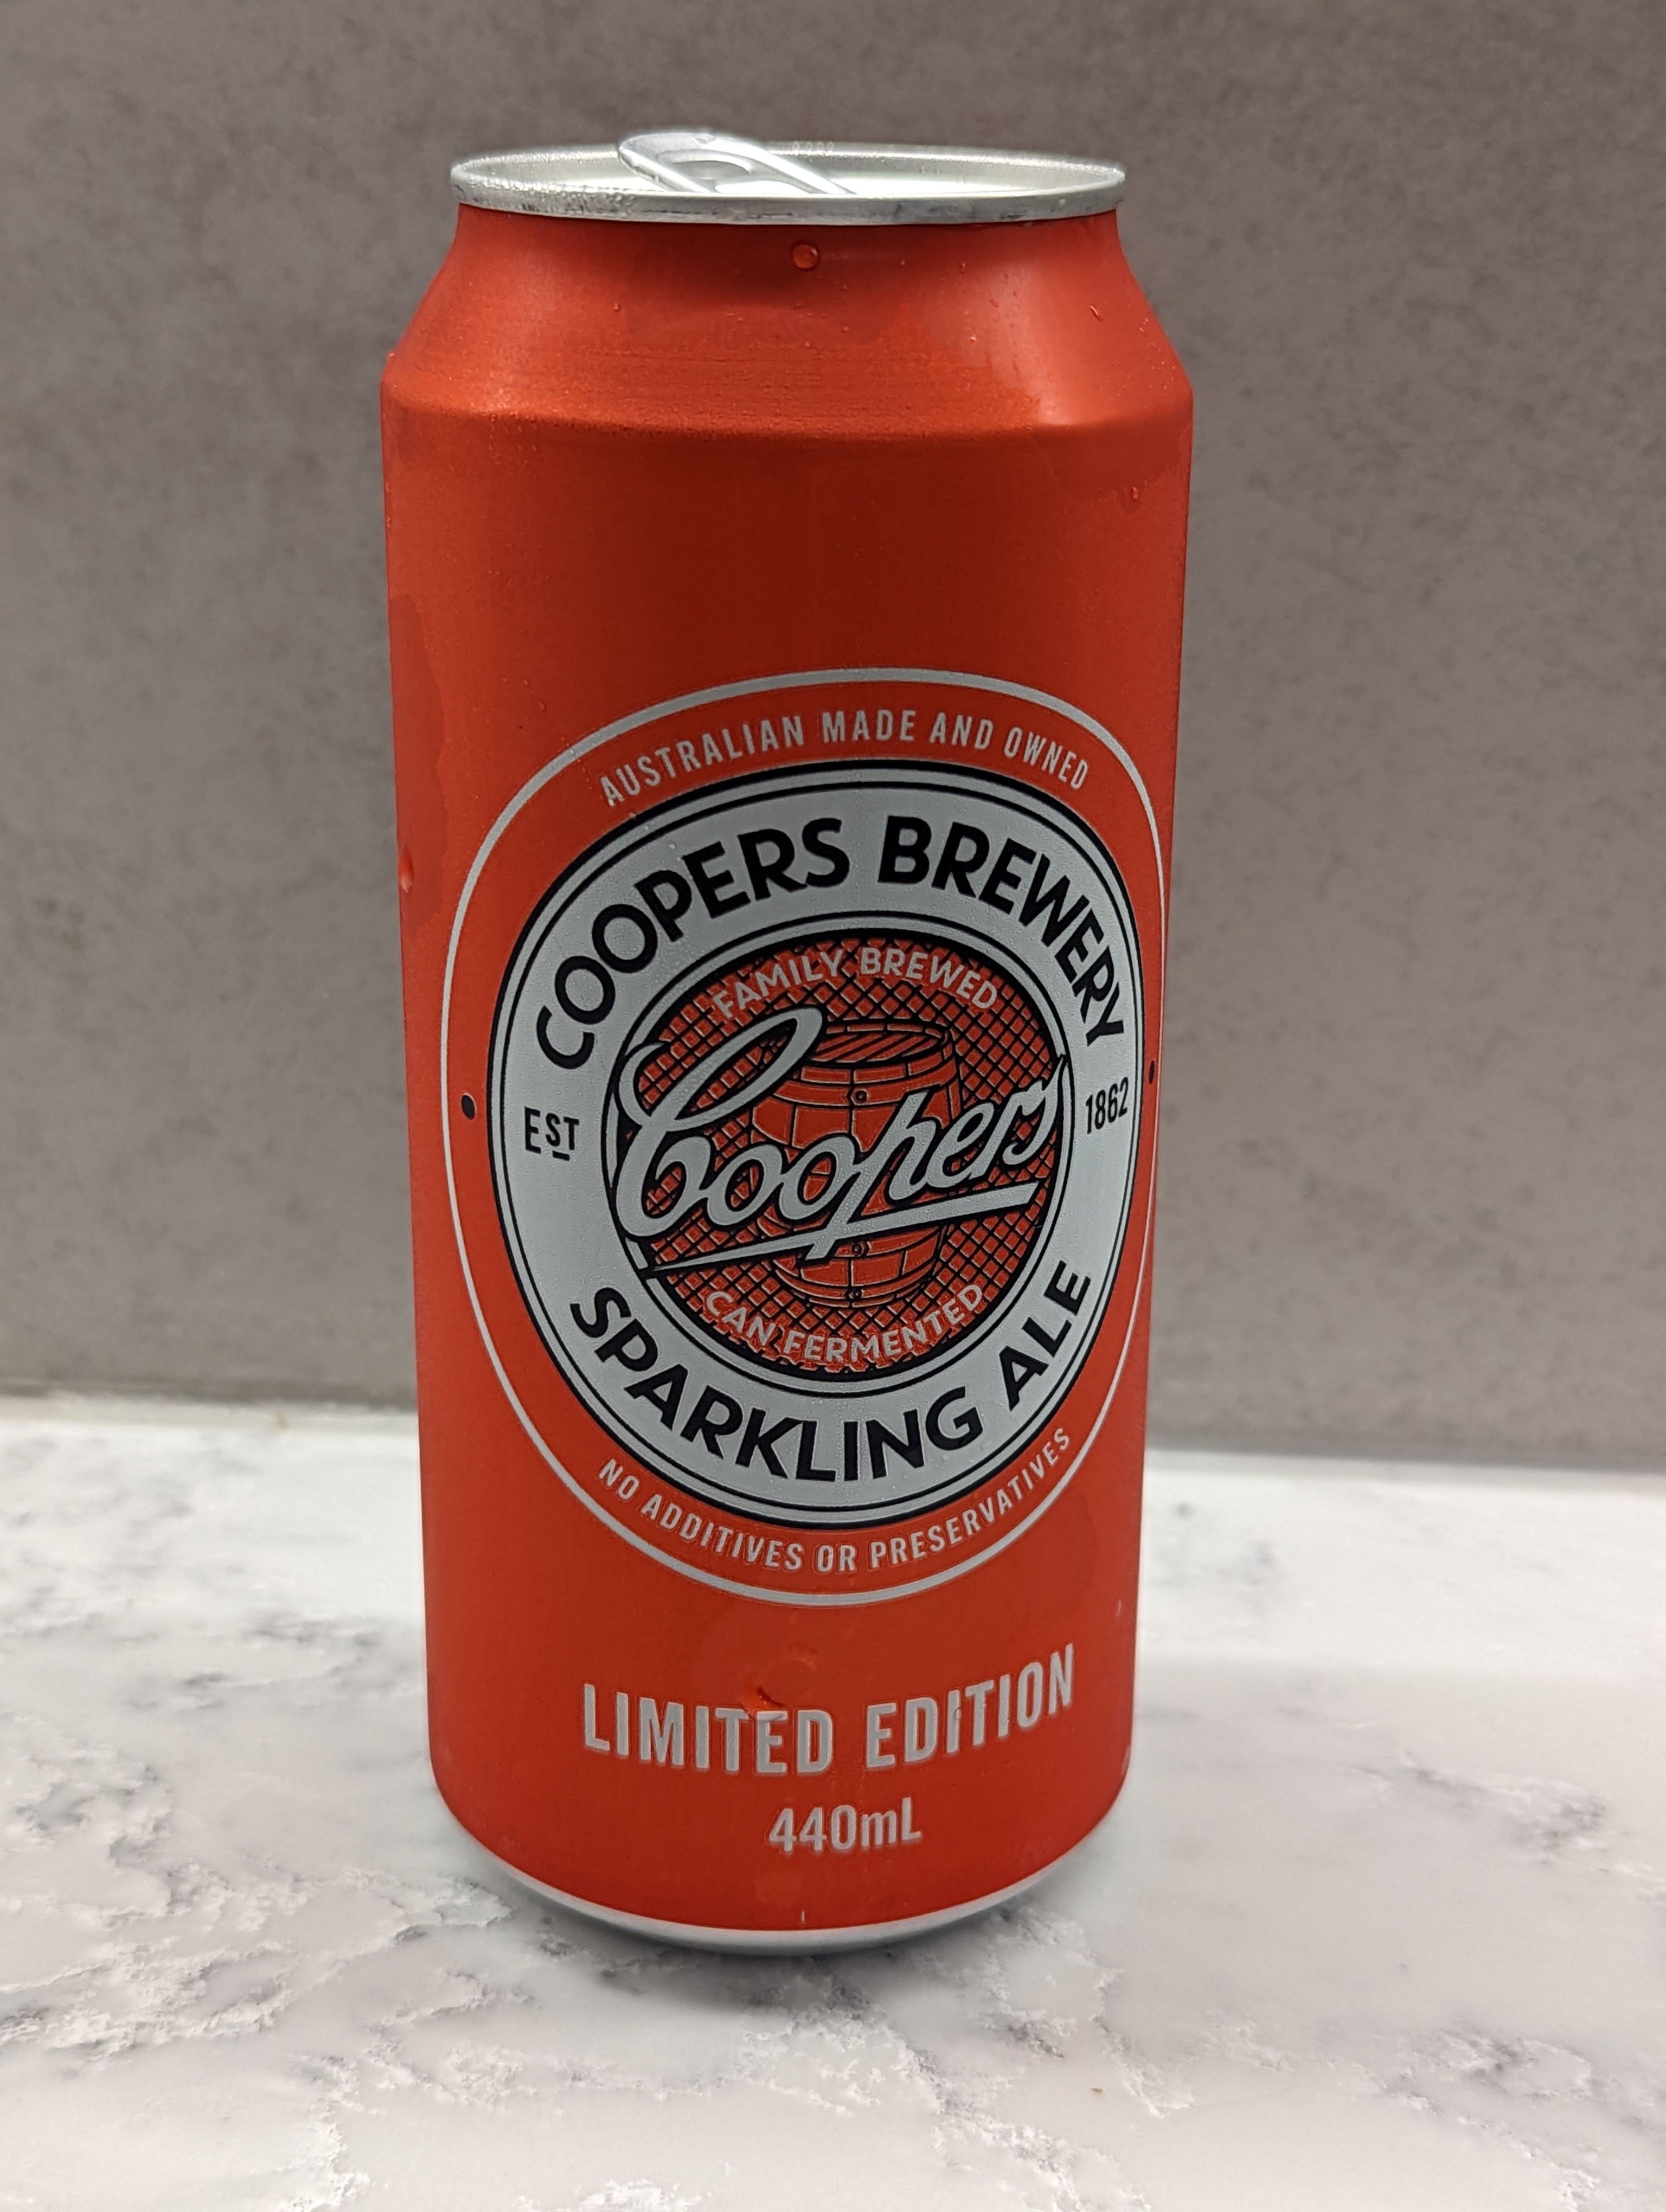 AUSTRALIAN MADE AND OWNED
COOPERS BREWERY
FAMILY BREWED
Coopers
EST 1862
CAN FERMENTED
SPARKLING ALE
NO ADDITIVES OR PRESERVATIVES
LIMITED EDITION
440mL